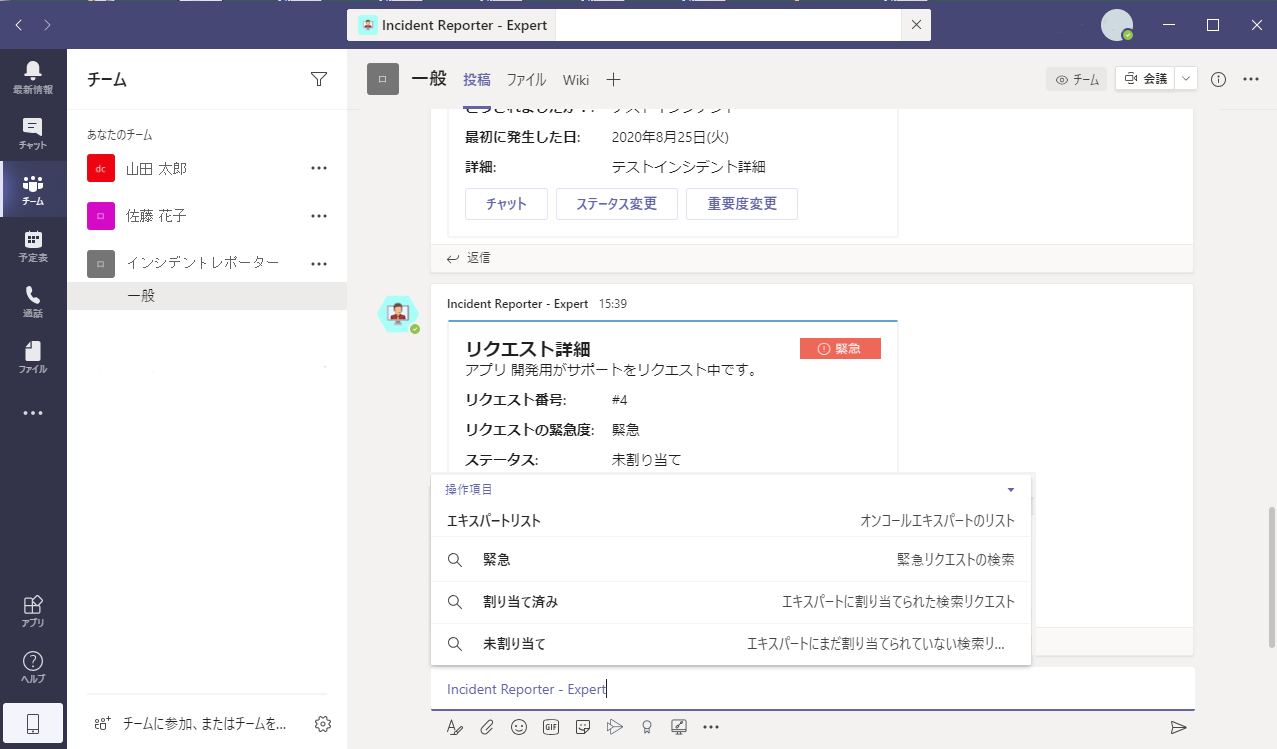 Incident Reporter - Expert
最新情報
チャット
チーム
予定表
通話
ファイル
アプリ
ヘルプ
チーム
あなたのチーム
dc 山田 太郎
佐藤 花子
インシデントレポーター
一般
チームに参加、またはチームを...
一般 投稿 ファイル Wiki
チーム 会議
最初に発生した日: 2020年8月25日(火)
詳細: テストインシデント詳細
チャット ステータス変更 重要度変更
返信
Incident Reporter - Expert 15:39
リクエスト詳細 緊急
アプリ 開発用がサポートをリクエスト中です。
リクエスト番号: #4
リクエストの緊急度: 緊急
ステータス: 未割り当て
操作項目
エキスパートリスト オンコールエキスパートのリスト
緊急 緊急リクエストの検索
割り当て済み エキスパートに割り当てられた検索リクエスト
未割り当て エキスパートにまだ割り当てられていない検索リ...
Incident Reporter - Expert
GIF